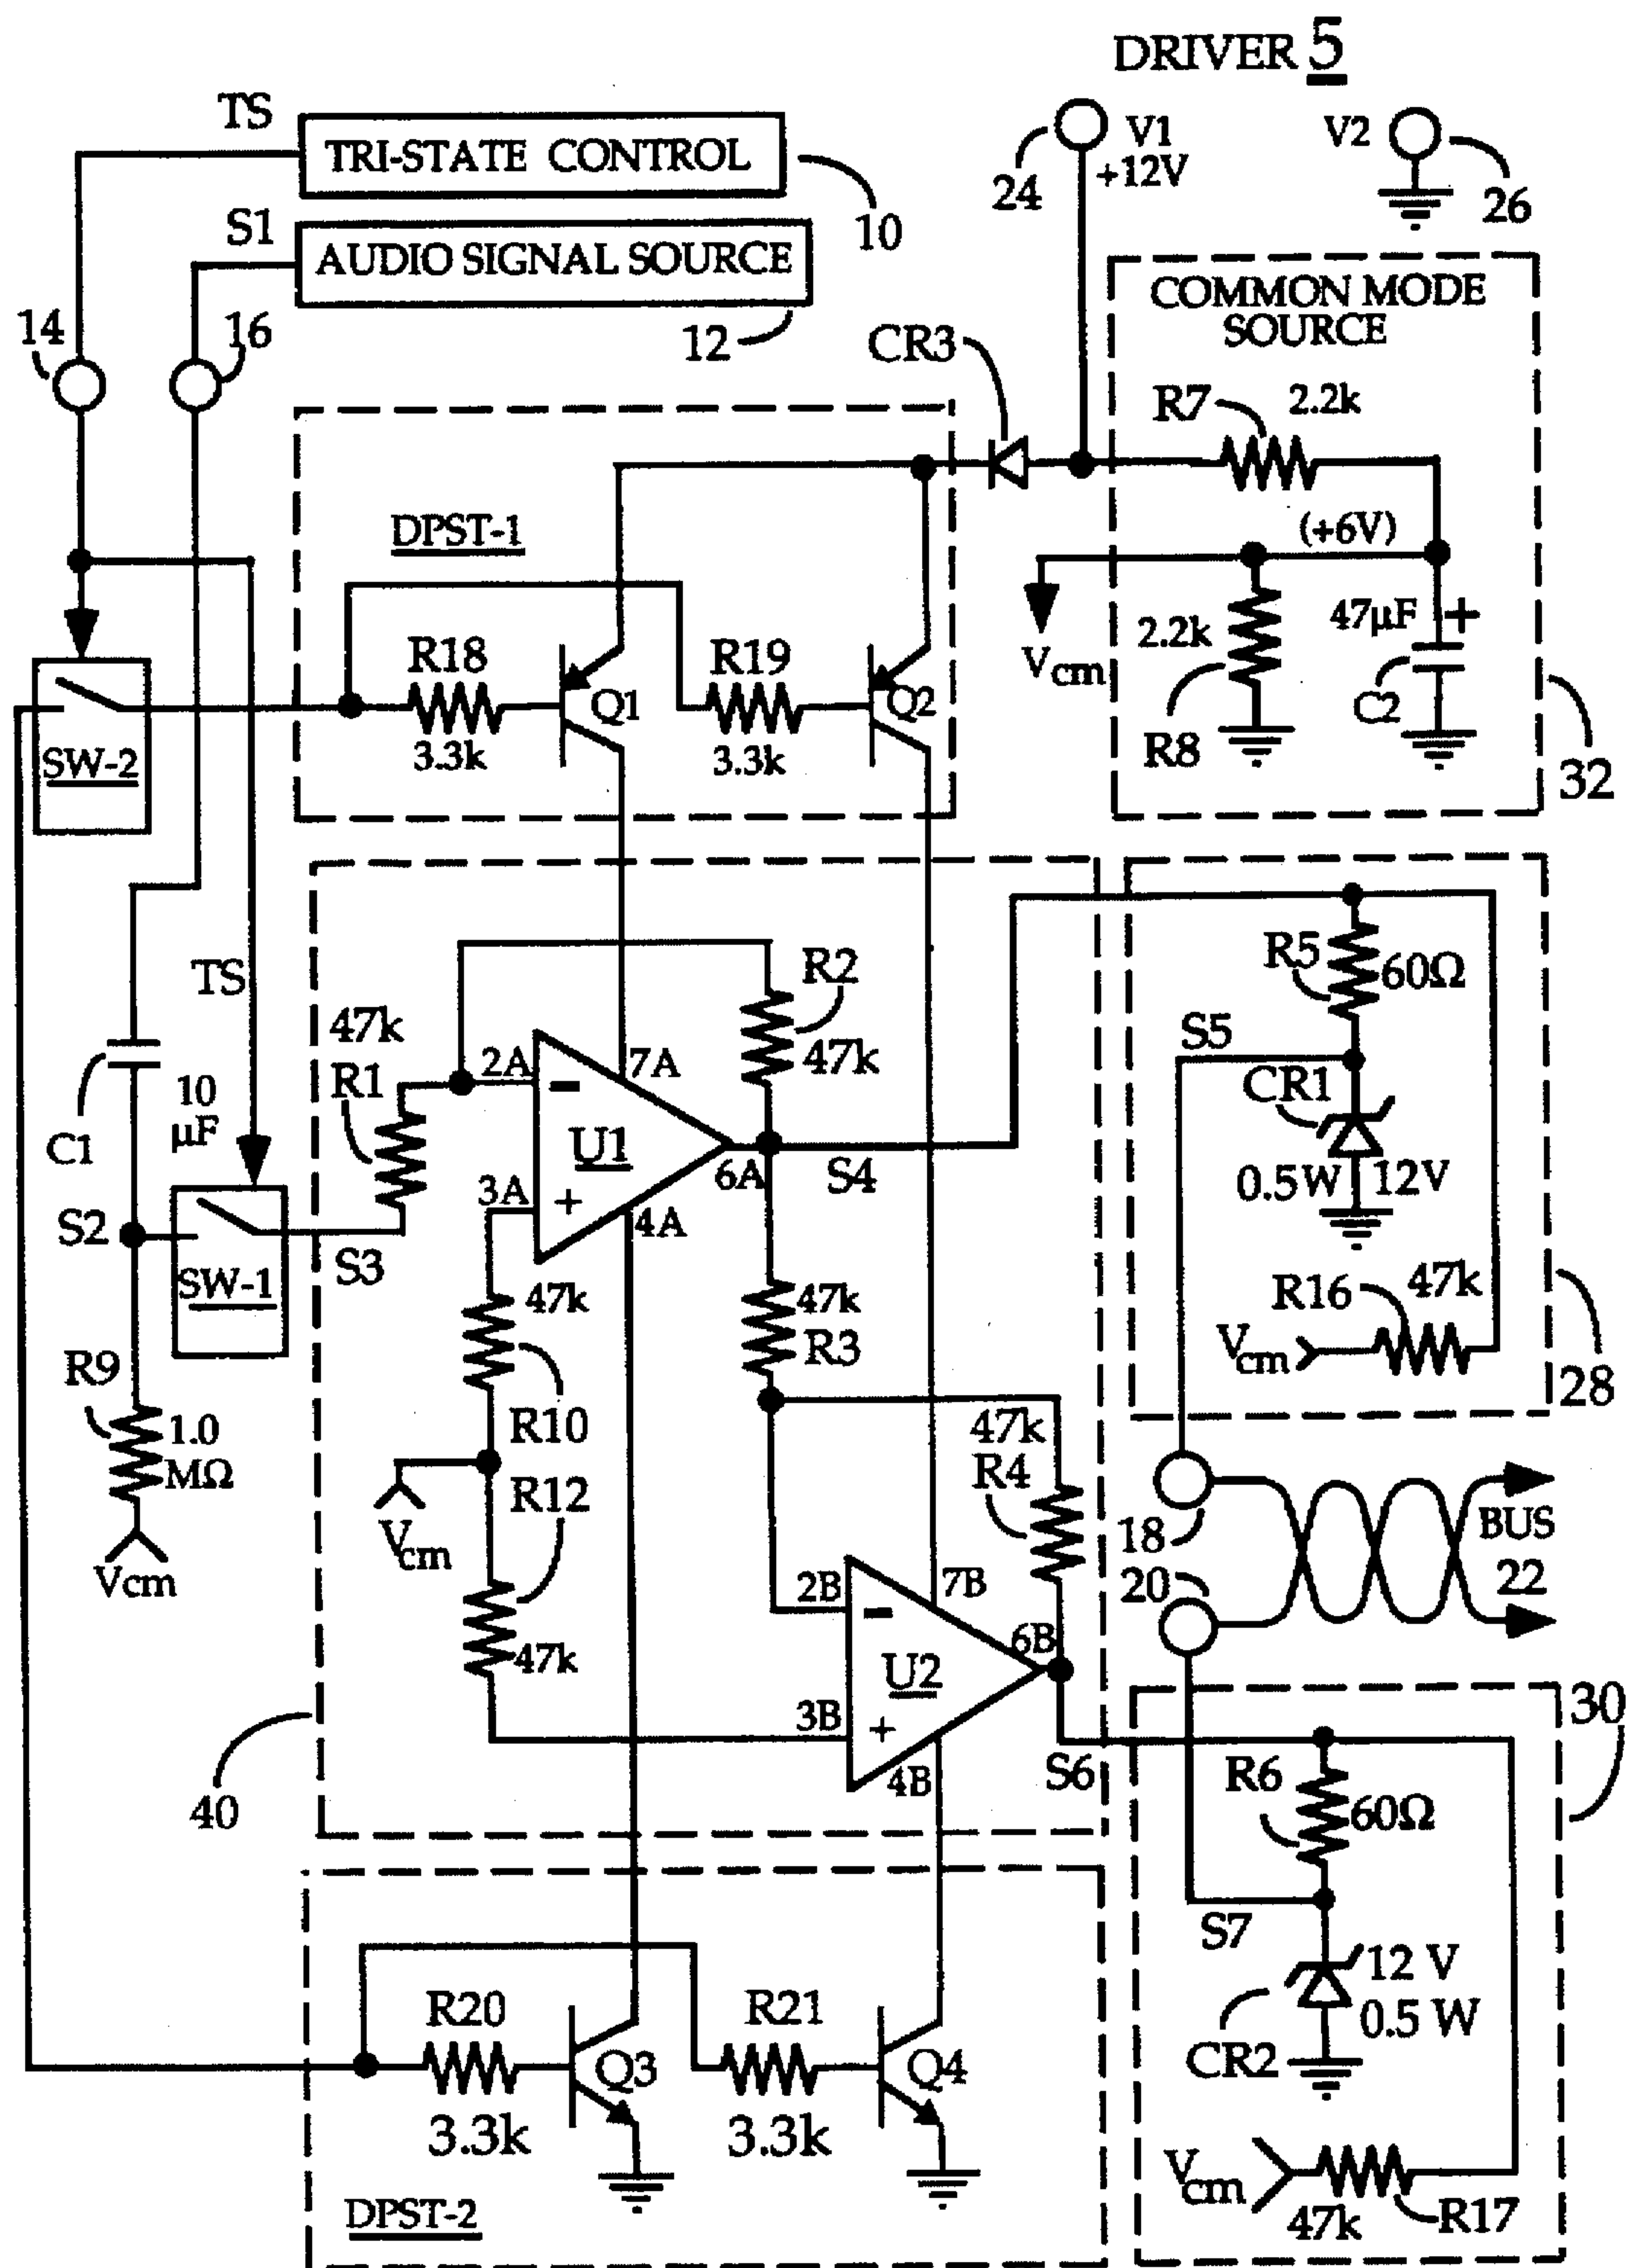 DRIVER 5
TS
TRI-STATE CONTROL
10
S1
AUDIO SIGNAL SOURCE
12
14
16
24
V1
+12V
V2
26
COMMON MODE
SOURCE
CR3
R7
2.2k
(+6V)
DPST-1
Vcm
2.2k
R8
47μF +
C2
32
R18
3.3k
Q1
R19
3.3k
Q2
SW-2
TS
C1
10
μF
S2
SW-1
S3
R9
1.0
MΩ
Vcm
47k
R1
2A
-
7A
U1
3A
+
4A
6A
S4
R2
47k
47k
R3
47k
R10
Vcm
R12
47k
40
47k
R4
2B
-
7B
U2
3B
+
4B
6B
S6
R5
60Ω
S5
CR1
0.5W
12V
R16
47k
Vcm
28
18
20
BUS
22
30
R6
60Ω
S7
12 V
0.5 W
CR2
Vcm
47k
R17
R20
3.3k
Q3
R21
3.3k
Q4
DPST-2